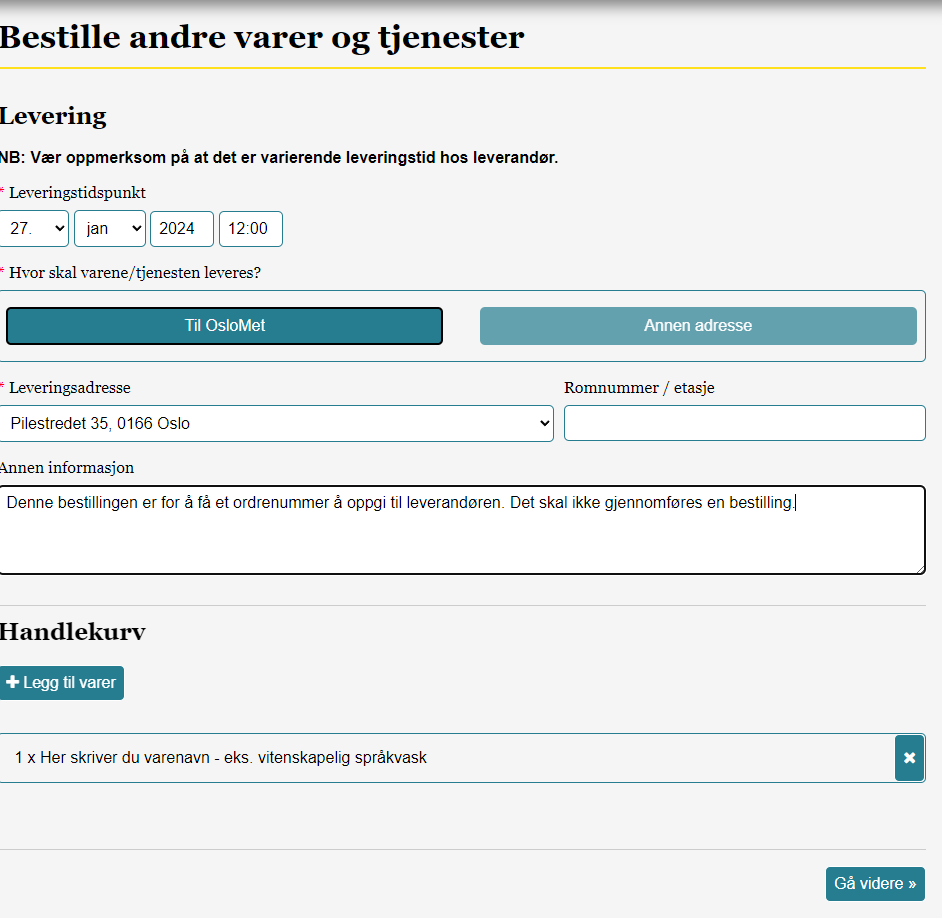 Bestille andre varer og tjenester
Levering
NB: Vær oppmerksom på at det er varierende leveringstid hos leverandør.
* Leveringstidspunkt
27. jan 2024 12:00
* Hvor skal varene/tjenesten leveres?
Til OsloMet Annen adresse
* Leveringsadresse Romnummer / etasje
Pilestredet 35, 0166 Oslo
Annen informasjon
Denne bestillingen er for å få et ordrenummer å oppgi til leverandøren. Det skal ikke gjennomføres en bestilling.
Handlekurv
+ Legg til varer
1 x Her skriver du varenavn - eks. vitenskapelig språkvask
Gå videre »